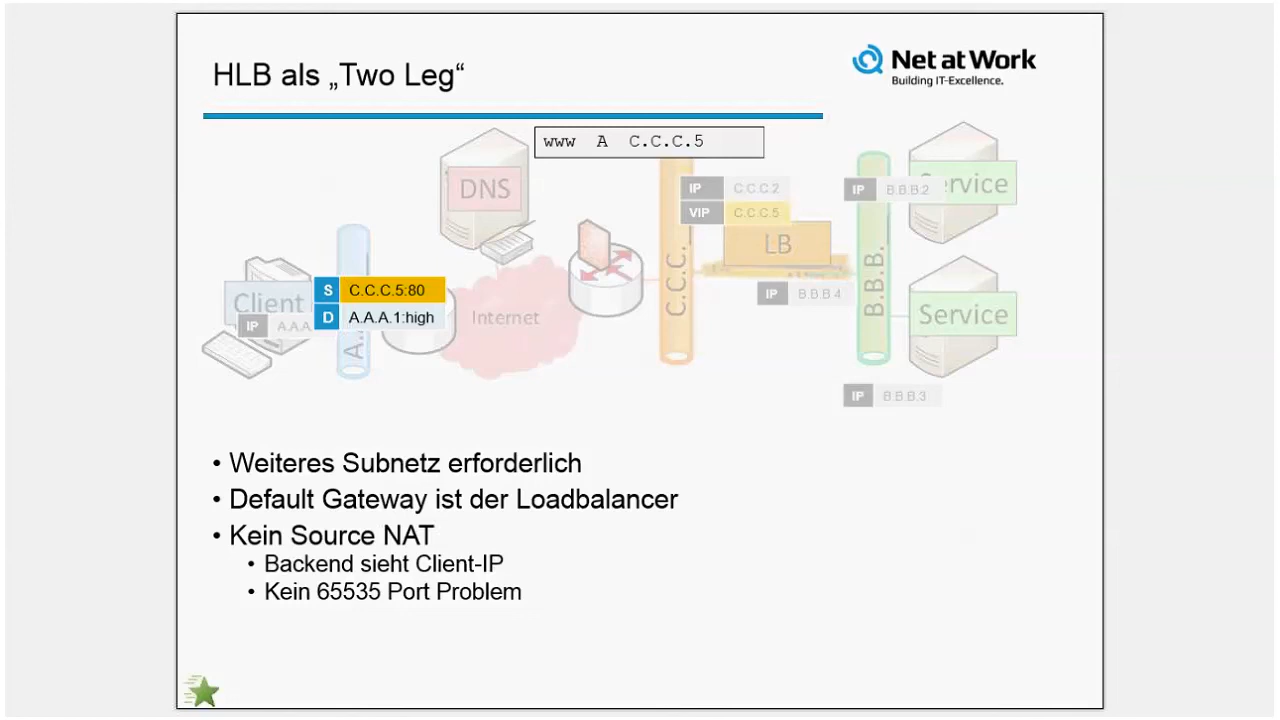 HLB als „Two Leg“
Net at Work
Building IT-Excellence.
www A C.C.C.5
DNS
IP C.C.C.2
VIP C.C.C.5
LB
IP B.B.B.4
C.C.C.
B.B.B.
IP B.B.B.2
Service
Service
IP B.B.B.3
Client
IP A.A.A
S C.C.C.5:80
D A.A.A.1:high
A.
Internet
• Weiteres Subnetz erforderlich
• Default Gateway ist der Loadbalancer
• Kein Source NAT
• Backend sieht Client-IP
• Kein 65535 Port Problem